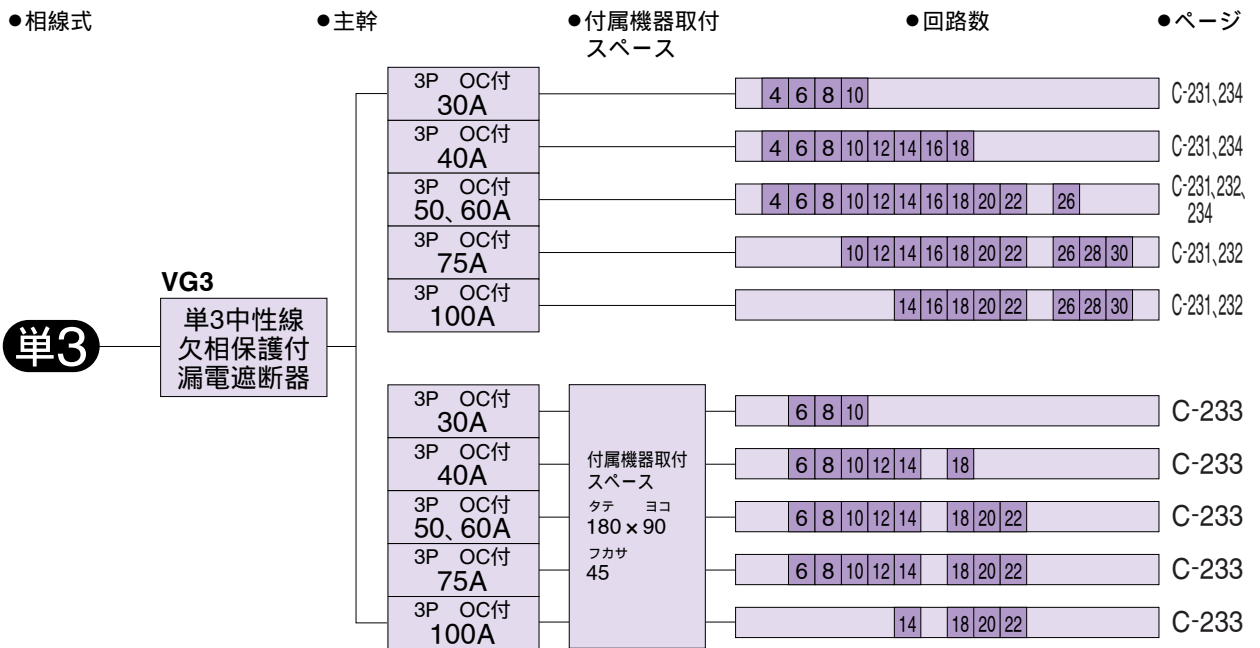 ●相線式 ●主幹 ●付属機器取付 ●回路数 ●ページ
スペース
3P OC付
30A
4 6 8 10
C-231、234
3P OC付
40A
4 6 8 10 12 14 16 18
C-231、234
3P OC付
50、60A
4 6 8 10 12 14 16 18 20 22 26
C-231、232、
234
3P OC付
75A
10 12 14 16 18 20 22 26 28 30
C-231、232
3P OC付
100A
14 16 18 20 22 26 28 30
C-231、232
単3
VG3
単3中性線
欠相保護付
漏電遮断器
付属機器取付
スペース
タテ ヨコ
180×90
フカサ
45
3P OC付
30A
6 8 10
C-233
3P OC付
40A
6 8 10 12 14 18
C-233
3P OC付
50、60A
6 8 10 12 14 18 20 22
C-233
3P OC付
75A
6 8 10 12 14 18 20 22
C-233
3P OC付
100A
14 18 20 22
C-233